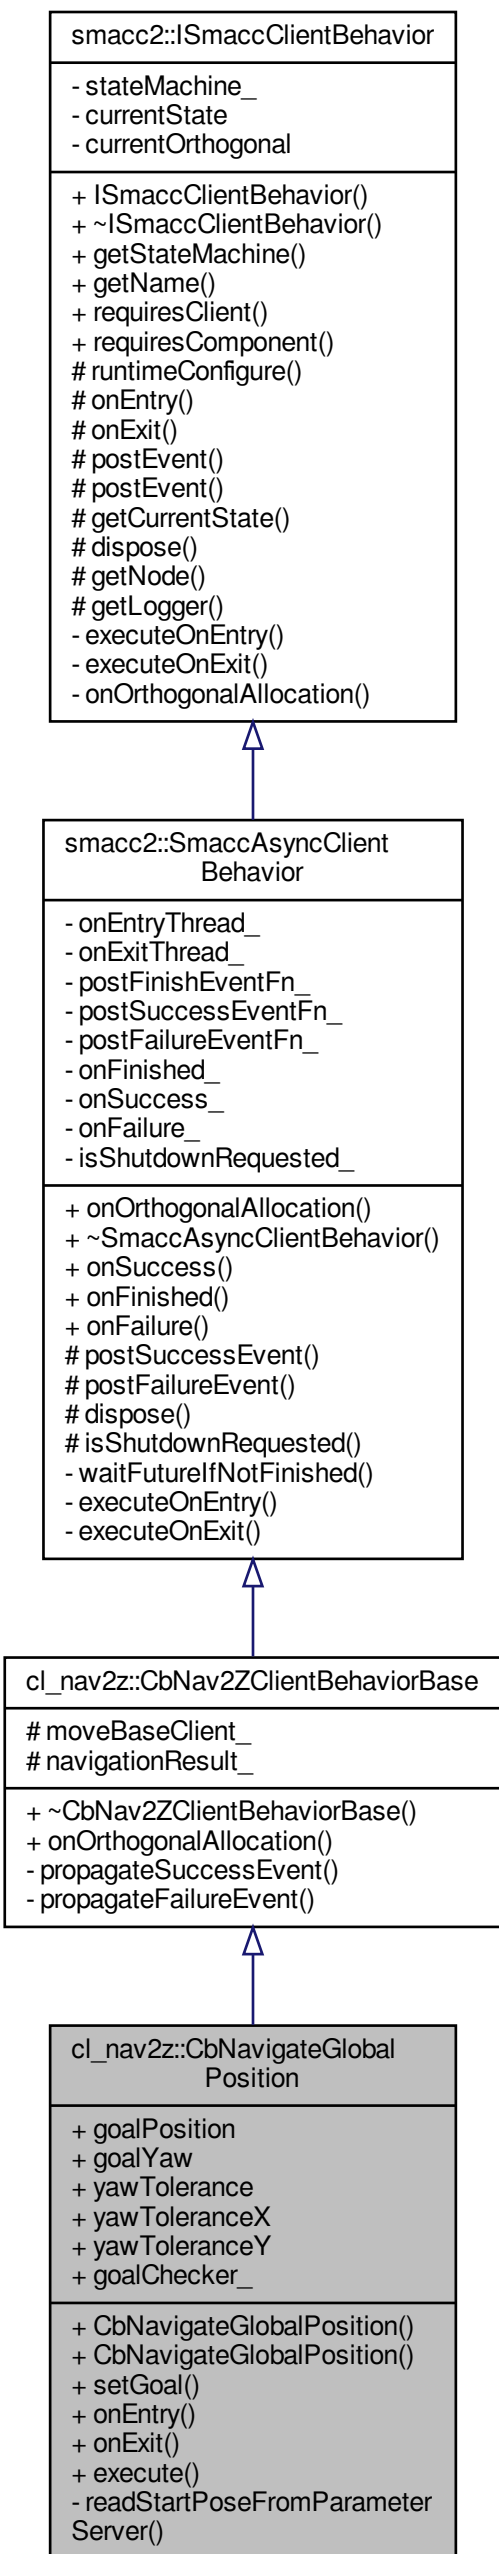 smacc2::ISmaccClientBehavior
- stateMachine_
- currentState
- currentOrthogonal
+ ISmaccClientBehavior()
+ ~ISmaccClientBehavior()
+ getStateMachine()
+ getName()
+ requiresClient()
+ requiresComponent()
# runtimeConfigure()
# onEntry()
# onExit()
# postEvent()
# postEvent()
# getCurrentState()
# dispose()
# getNode()
# getLogger()
- executeOnEntry()
- executeOnExit()
- onOrthogonalAllocation()
smacc2::SmaccAsyncClient
Behavior
- onEntryThread_
- onExitThread_
- postFinishEventFn_
- postSuccessEventFn_
- postFailureEventFn_
- onFinished_
- onSuccess_
- onFailure_
- isShutdownRequested_
+ onOrthogonalAllocation()
+ ~SmaccAsyncClientBehavior()
+ onSuccess()
+ onFinished()
+ onFailure()
# postSuccessEvent()
# postFailureEvent()
# dispose()
# isShutdownRequested()
- waitFutureIfNotFinished()
- executeOnEntry()
- executeOnExit()
cl_nav2z::CbNav2ZClientBehaviorBase
# moveBaseClient_
# navigationResult_
+ ~CbNav2ZClientBehaviorBase()
+ onOrthogonalAllocation()
- propagateSuccessEvent()
- propagateFailureEvent()
cl_nav2z::CbNavigateGlobal
Position
+ goalPosition
+ goalYaw
+ yawTolerance
+ yawToleranceX
+ yawToleranceY
+ goalChecker_
+ CbNavigateGlobalPosition()
+ CbNavigateGlobalPosition()
+ setGoal()
+ onEntry()
+ onExit()
+ execute()
- readStartPoseFromParameter
Server()